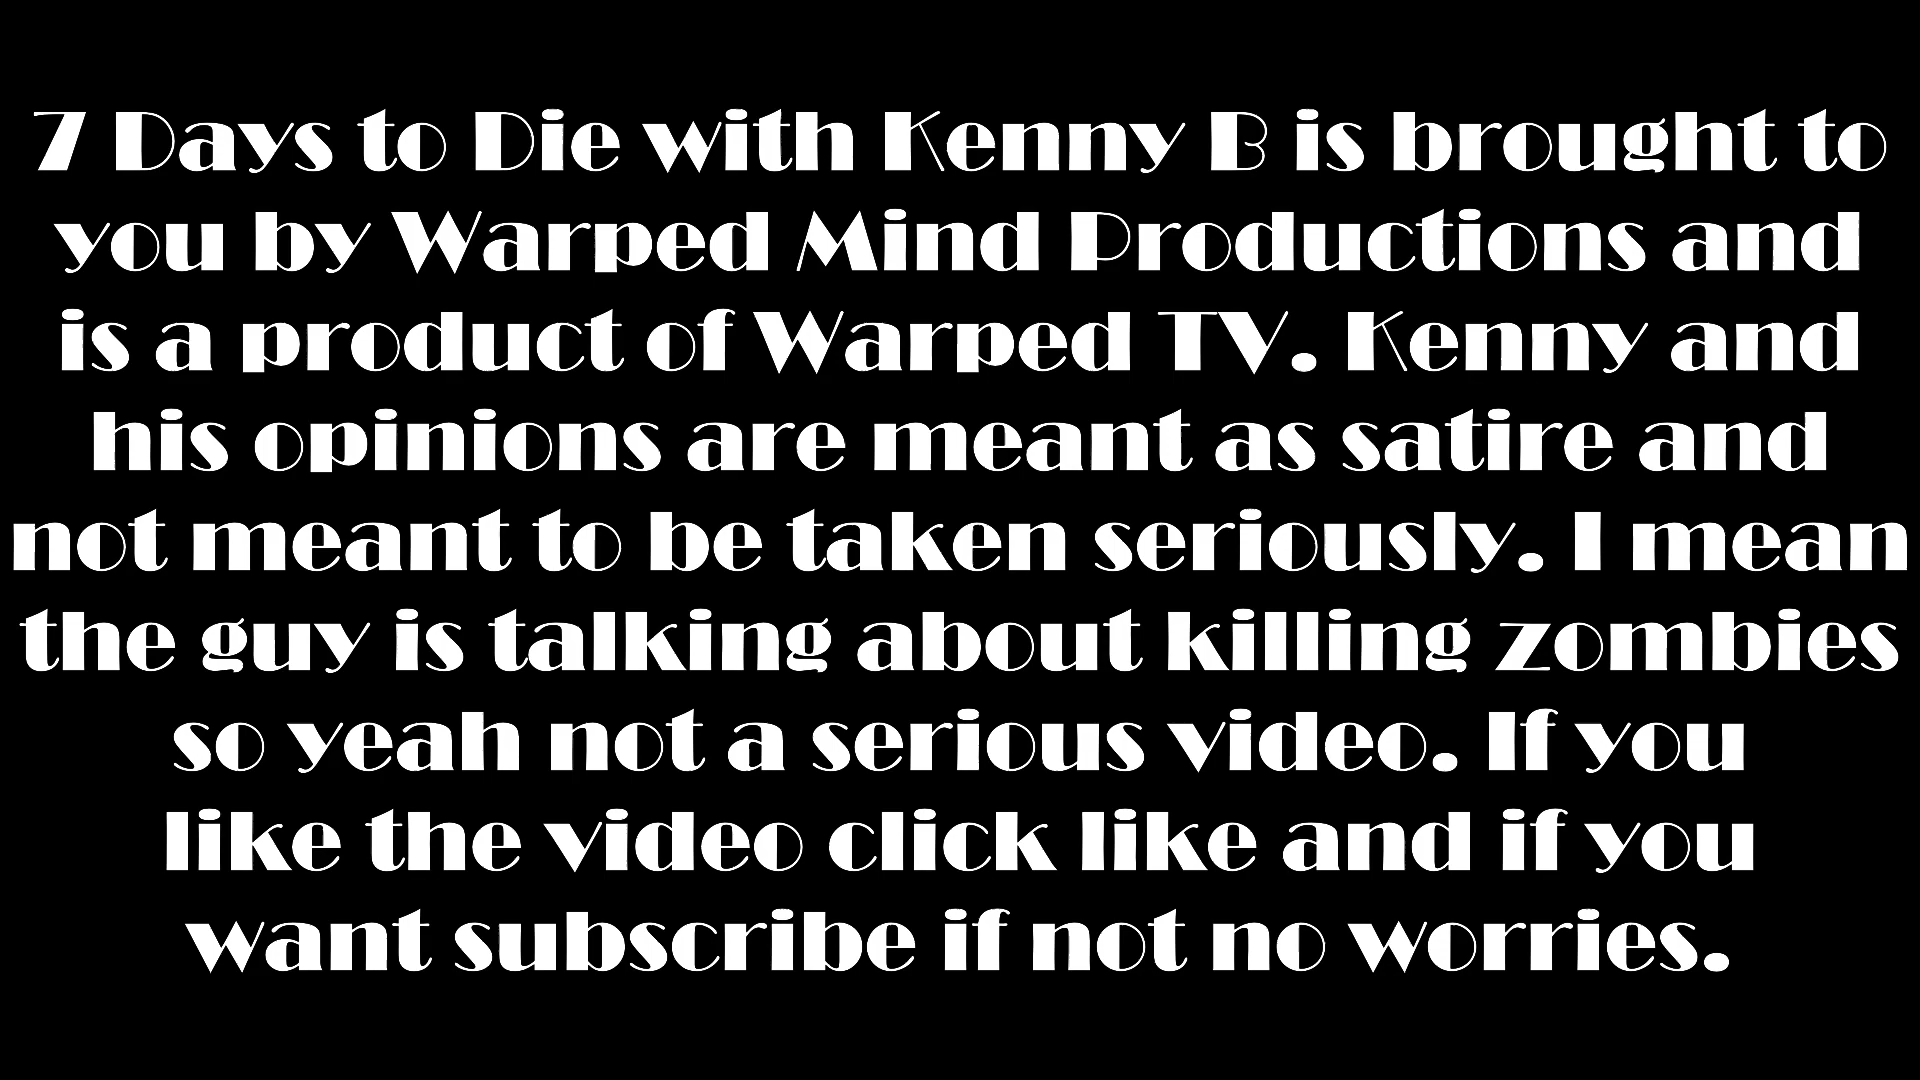 7 Days to Die with Kenny B is brought to
you by Warped Mind Productions and
is a product of Warped TV. Kenny and
his opinions are meant as satire and
not meant to be taken seriously. I mean
the guy is talking about killing zombies
so yeah not a serious video. If you
like the video click like and if you
want subscribe if not no worries.